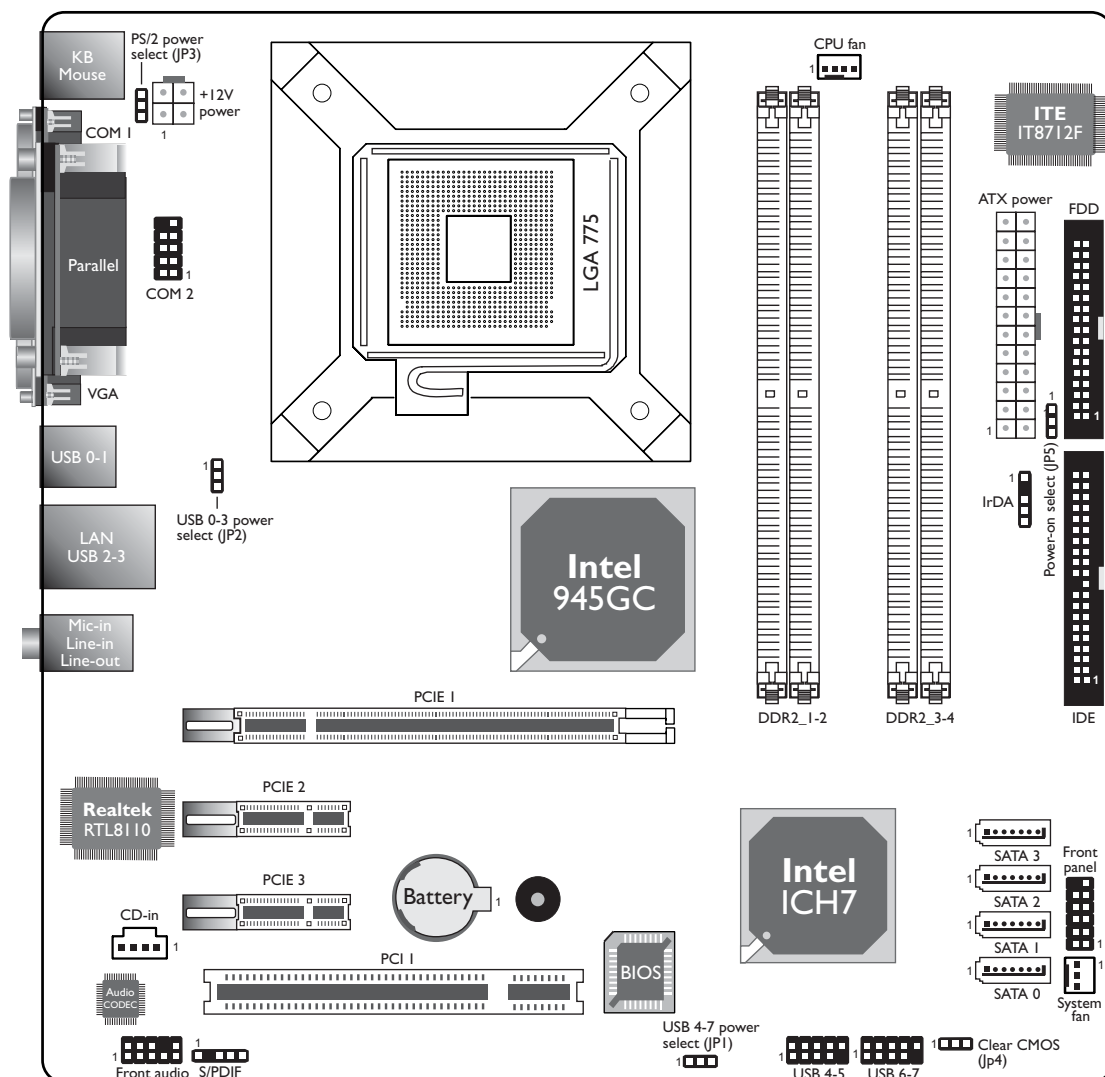 KB
Mouse
PS/2 power
select (JP3)
+12V
power
1
CPU fan
1
ITE
IT8712F
COM 1
Parallel
COM 2
1
VGA
LGA 775
ATX power
1
FDD
1
Power-on select (JP5)
1
IrDA
1
USB 0-1
1
USB 0-3 power
select (JP2)
LAN
USB 2-3
Mic-in
Line-in
Line-out
Intel
945GC
DDR2_1-2
DDR2_3-4
IDE
1
PCIE 1
Realtek
RTL8110
PCIE 2
PCIE 3
Battery
1
Intel
ICH7
1
SATA 3
1
SATA 2
1
SATA 1
1
SATA 0
Front
panel
1
1
System
fan
CD-in
1
PCI 1
BIOS
Audio
CODEC
1
Front audio
1
S/PDIF
USB 4-7 power
select (JP1)
1
1
USB 4-5
1
USB 6-7
1
Clear CMOS
(Jp4)